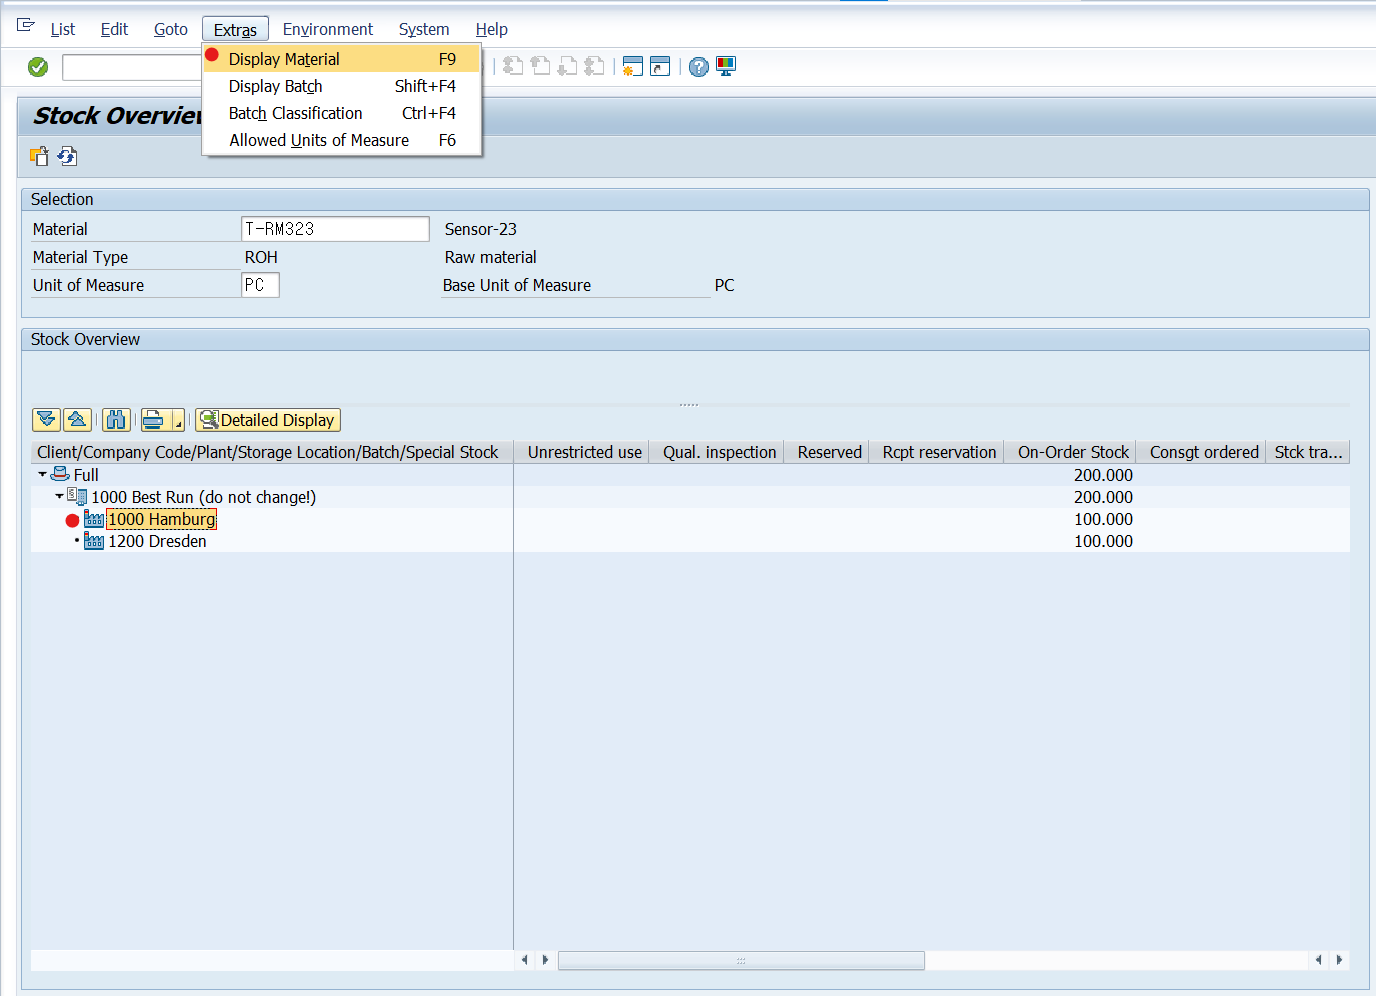 List Edit Goto Extras Environment System Help
Display Material F9
Display Batch Shift+F4
Batch Classification Ctrl+F4
Allowed Units of Measure F6
Stock Overview
Selection
Material T-RM323 Sensor-23
Material Type ROH Raw material
Unit of Measure PC Base Unit of Measure PC
Stock Overview
Detailed Display
Client/Company Code/Plant/Storage Location/Batch/Special Stock Unrestricted use Qual. inspection Reserved Rcpt reservation On-Order Stock Consgt ordered Stck tra...
Full 200.000
1000 Best Run (do not change!) 200.000
1000 Hamburg 100.000
1200 Dresden 100.000